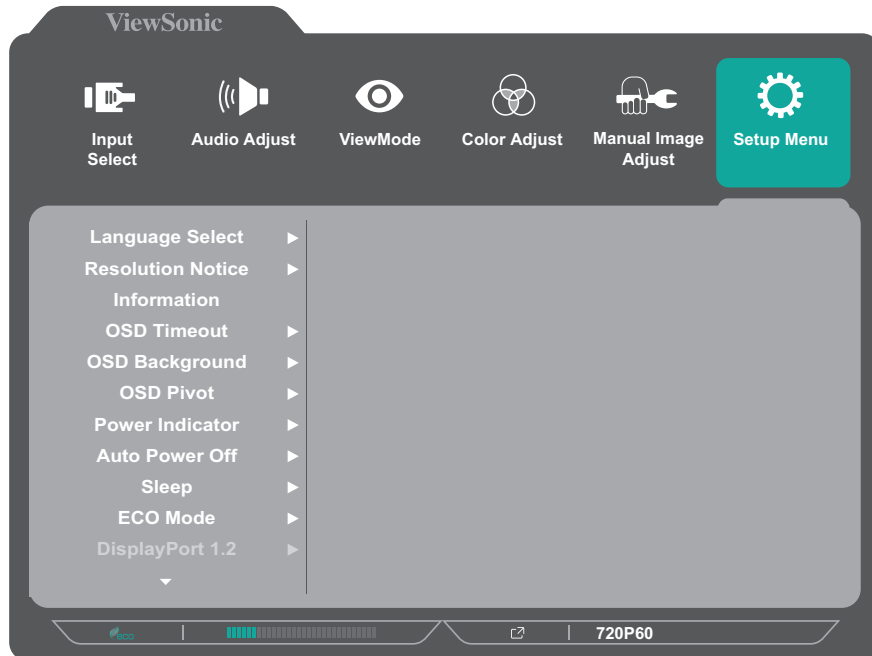 ViewSonic
Input
Select
Audio Adjust
ViewMode
Color Adjust
Manual Image
Adjust
Setup Menu
Language Select
Resolution Notice
Information
OSD Timeout
OSD Background
OSD Pivot
Power Indicator
Auto Power Off
Sleep
ECO Mode
DisplayPort 1.2
eco
720P60